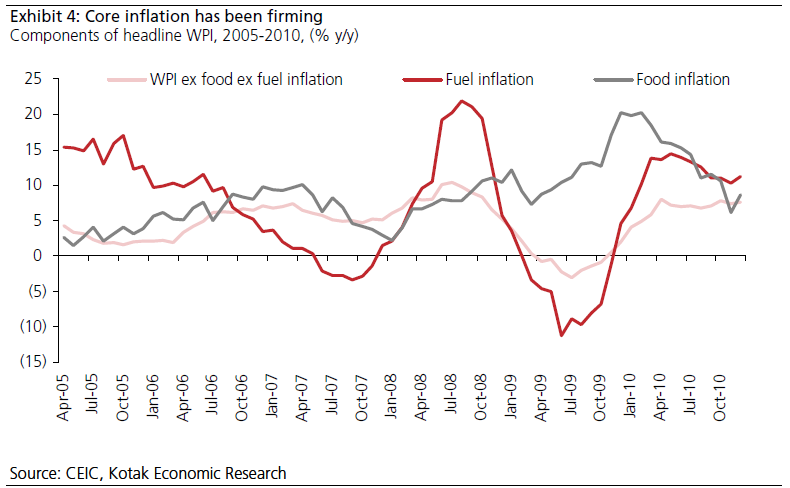 Exhibit 4: Core inflation has been firming
Components of headline WPI, 2005-2010, (% y/y)
WPI ex food ex fuel inflation
Fuel inflation
Food inflation
25
20
15
10
5
0
(5)
(10)
(15)
Apr-05
Jul-05
Oct-05
Jan-06
Apr-06
Jul-06
Oct-06
Jan-07
Apr-07
Jul-07
Oct-07
Jan-08
Apr-08
Jul-08
Oct-08
Jan-09
Apr-09
Jul-09
Oct-09
Jan-10
Apr-10
Jul-10
Oct-10
Source: CEIC, Kotak Economic Research